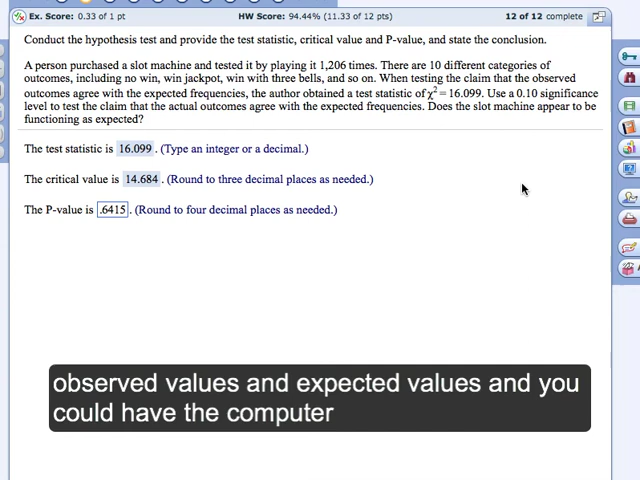 Ex. Score: 0.33 of 1 pt HW Score: 94.44% (11.33 of 12 pts) 12 of 12 complete
Conduct the hypothesis test and provide the test statistic, critical value and P-value, and state the conclusion.
A person purchased a slot machine and tested it by playing it 1,206 times. There are 10 different categories of
outcomes, including no win, win jackpot, win with three bells, and so on. When testing the claim that the observed
outcomes agree with the expected frequencies, the author obtained a test statistic of χ² = 16.099. Use a 0.10 significance
level to test the claim that the actual outcomes agree with the expected frequencies. Does the slot machine appear to be
functioning as expected?
The test statistic is 16.099. (Type an integer or a decimal.)
The critical value is 14.684. (Round to three decimal places as needed.)
The P-value is .6415. (Round to four decimal places as needed.)
observed values and expected values and you
could have the computer